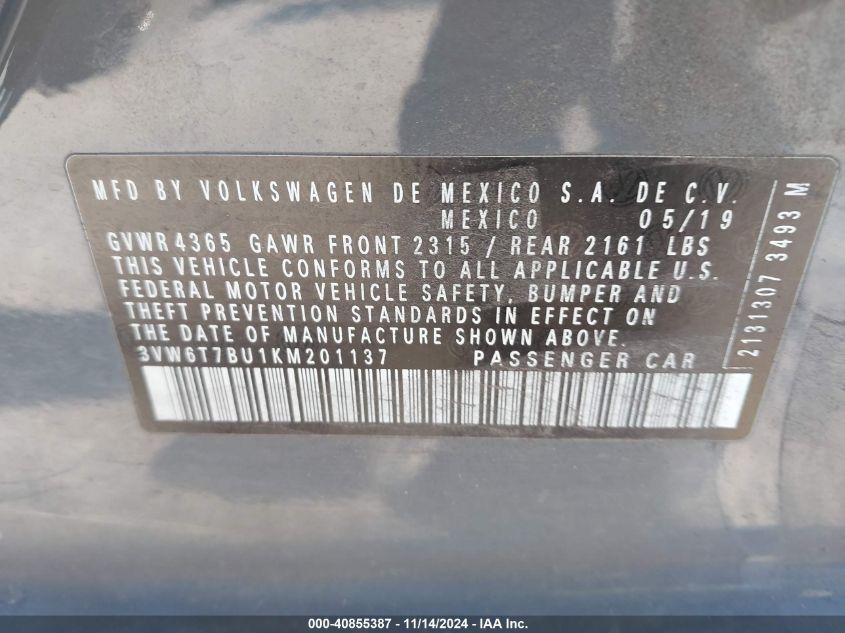 MFD BY VOLKSWAGEN DE MEXICO S.A. DE C.V.
MEXICO 05/19
GVWR 4365 GAWR FRONT 2315 / REAR 2161 LBS
THIS VEHICLE CONFORMS TO ALL APPLICABLE U.S.
FEDERAL MOTOR VEHICLE SAFETY, BUMPER AND
THEFT PREVENTION STANDARDS IN EFFECT ON
THE DATE OF MANUFACTURE SHOWN ABOVE.
3VW6T7BU1KM201137 PASSENGER CAR
2131307 3493 M
000-40855387 - 11/14/2024 - IAA Inc.